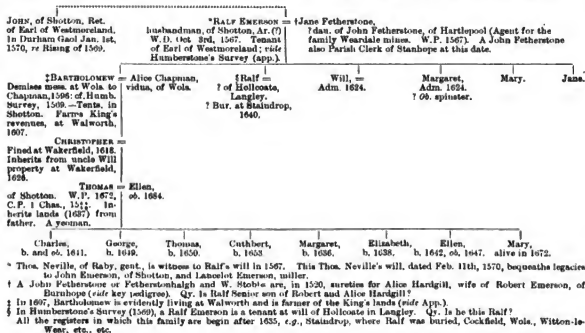 JOHN, of Shotton, Ret.
of Earl of Westmoreland.
In Durham Gaol Jan. 1st,
1570, re Rising of 1569.
*RALF EMERSON =
husbandman, of Shotton, Ar. (?)
W.D. Oct 3rd, 1567. Tenant
of Earl of Westmoreland; vide
Humberstone's Survey (app.).
†Jane Fetherstone,
?dau. of John Fetherstone, of Hartlepool (Agent for the
family Weardale mines. W.P. 1567). A John Fetherstone
also Parish Clerk of Stanhope at this date.
‡BARTHOLOMEW =
Demises mess. at Wols. to
Chapman, 1596: cf. Humb.
Survey, 1569.—Tents. in
Shotton. Farms King's
revenues, at Walworth,
1607.
Alice Chapman,
vidua, of Wols.
§Ralf =
? of Hollcoats,
Langley.
? Bur. at Staindrop,
1640.
Will, =
Adm. 1624.
Margaret,
Adm. 1624.
? Ob. spinster.
Mary.
Jane.
CHRISTOPHER =
Fined at Wakerfield, 1618.
Inherits from uncle Will
property at Wakerfield,
1626.
THOMAS =
of Shotton. W.P. 1672,
C.P. 1 Chas., 15‡‡. In-
herits lands (1637) from
father. A yeoman.
Ellen,
ob. 1684.
Charles,
b. and ob. 1641.
George,
b. 1649.
Thomas,
b. 1650.
Cuthbert,
b. 1653.
Margaret,
b. 1636.
Elizabeth,
b. 1638.
Ellen,
b. 1642, ob. 1647.
Mary,
alive in 1672.
* Thos. Neville, of Raby, gent., is witness to Ralf's will in 1567. This Thos. Neville's will, dated Feb. 11th, 1570, bequeaths legacies
to John Emerson, of Shotton, and Lancelot Emerson, miller.
† A John Fetherstone or Fetherstonhalgh and W. Stobbs are, in 1520, sureties for Alice Hardgill, wife of Robert Emerson, of
Burnhope (vide key pedigree). Qy. Is Ralf Senior son of Robert and Alice Hardgill?
‡ In 1607, Bartholomew is evidently living at Walworth and is farmer of the King's lands (vide App.).
§ In Humberstone's Survey (1569), a Ralf Emerson is a tenant at will of Hollcoats in Langley. Qy. Is he this Ralf?
All the registers in which this family are begin after 1635, e.g., Staindrop, where Ralf was buried, Cockfield, Wols., Witton-le
Wear, etc., etc.